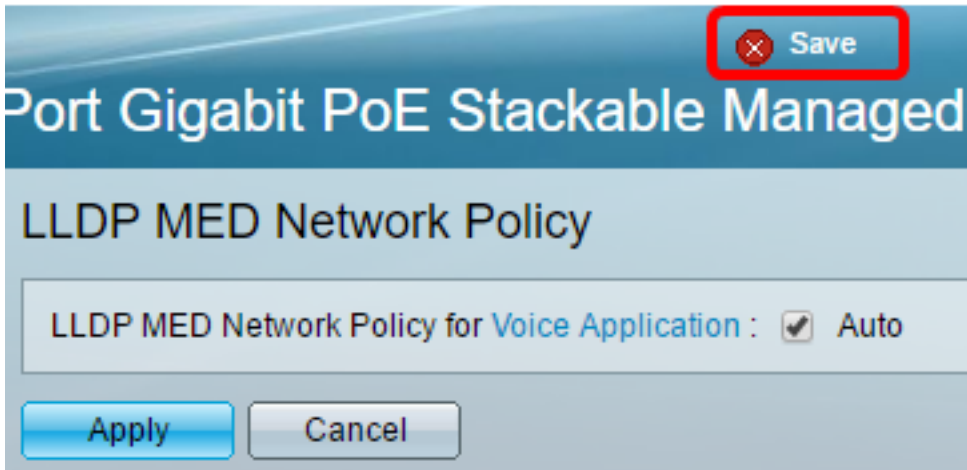 Save
Port Gigabit PoE Stackable Managed
LLDP MED Network Policy
LLDP MED Network Policy for Voice Application : Auto
Apply Cancel